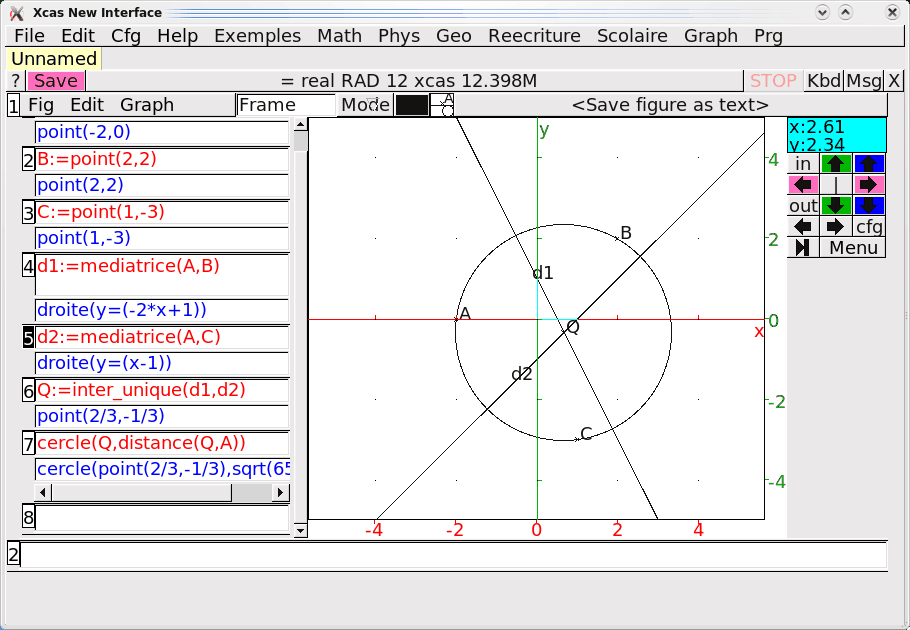 Xcas New Interface
File Edit Cfg Help Exemples Math Phys Geo Reecriture Scolaire Graph Prg
Unnamed
? Save = real RAD 12 xcas 12.398M STOP Kbd Msg X
1 Fig Edit Graph Frame Mode <Save figure as text>
point(-2,0)
2 B:=point(2,2)
point(2,2)
3 C:=point(1,-3)
point(1,-3)
4 d1:=mediatrice(A,B)
droite(y=(-2*x+1))
5 d2:=mediatrice(A,C)
droite(y=(x-1))
6 Q:=inter_unique(d1,d2)
point(2/3,-1/3)
7 cercle(Q,distance(Q,A))
cercle(point(2/3,-1/3),sqrt(65
8
y
4
B
2
d1
A
Q
0
x
d2
-2
C
-4
-4 -2 0 2 4
x:2.61
y:2.34
in
out
cfg
Menu
2